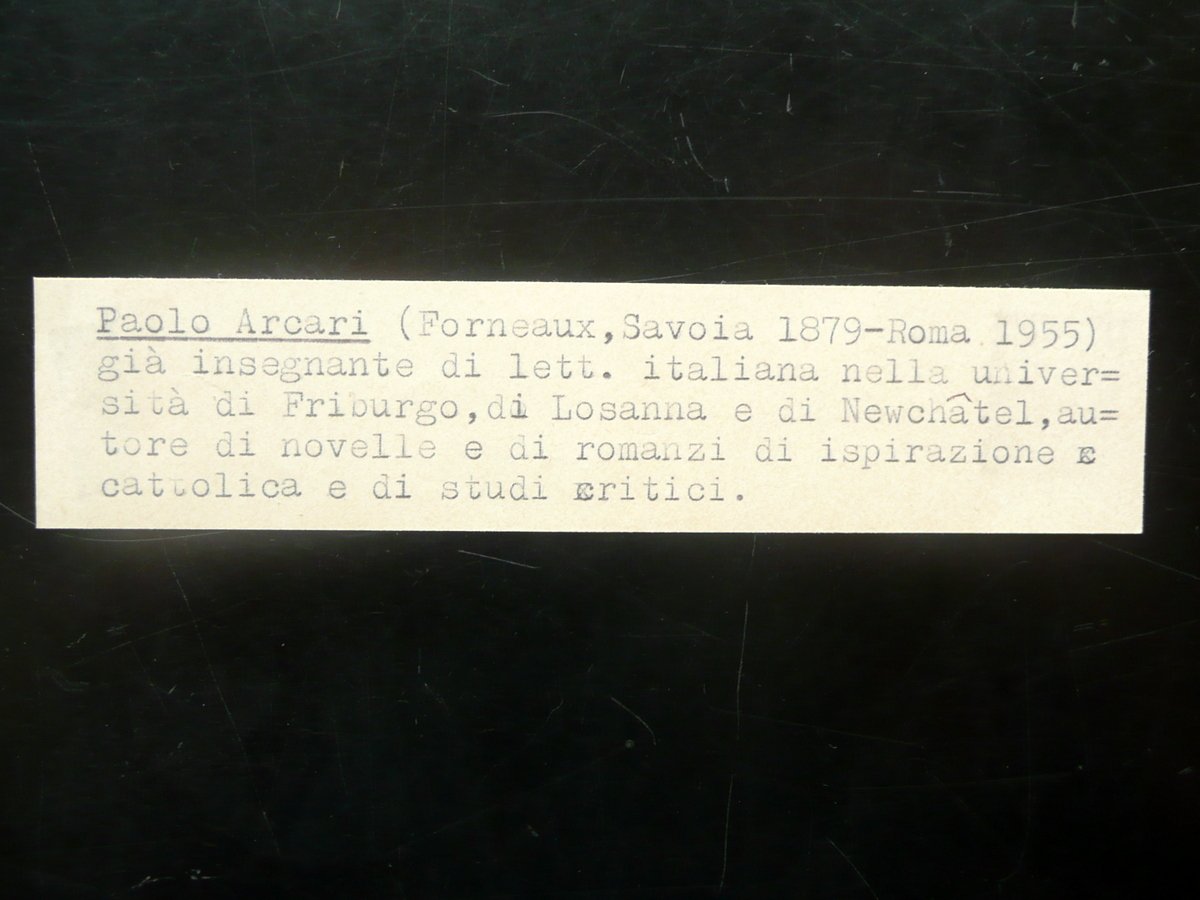 Paolo Arcari (Forneaux,Savoia 1879-Roma 1955)
già insegnante di lett. italiana nella univer=
sità di Friburgo,di Losanna e di Newchâtel,au=
tore di novelle e di romanzi di ispirazione c
cattolica e di studi critici.